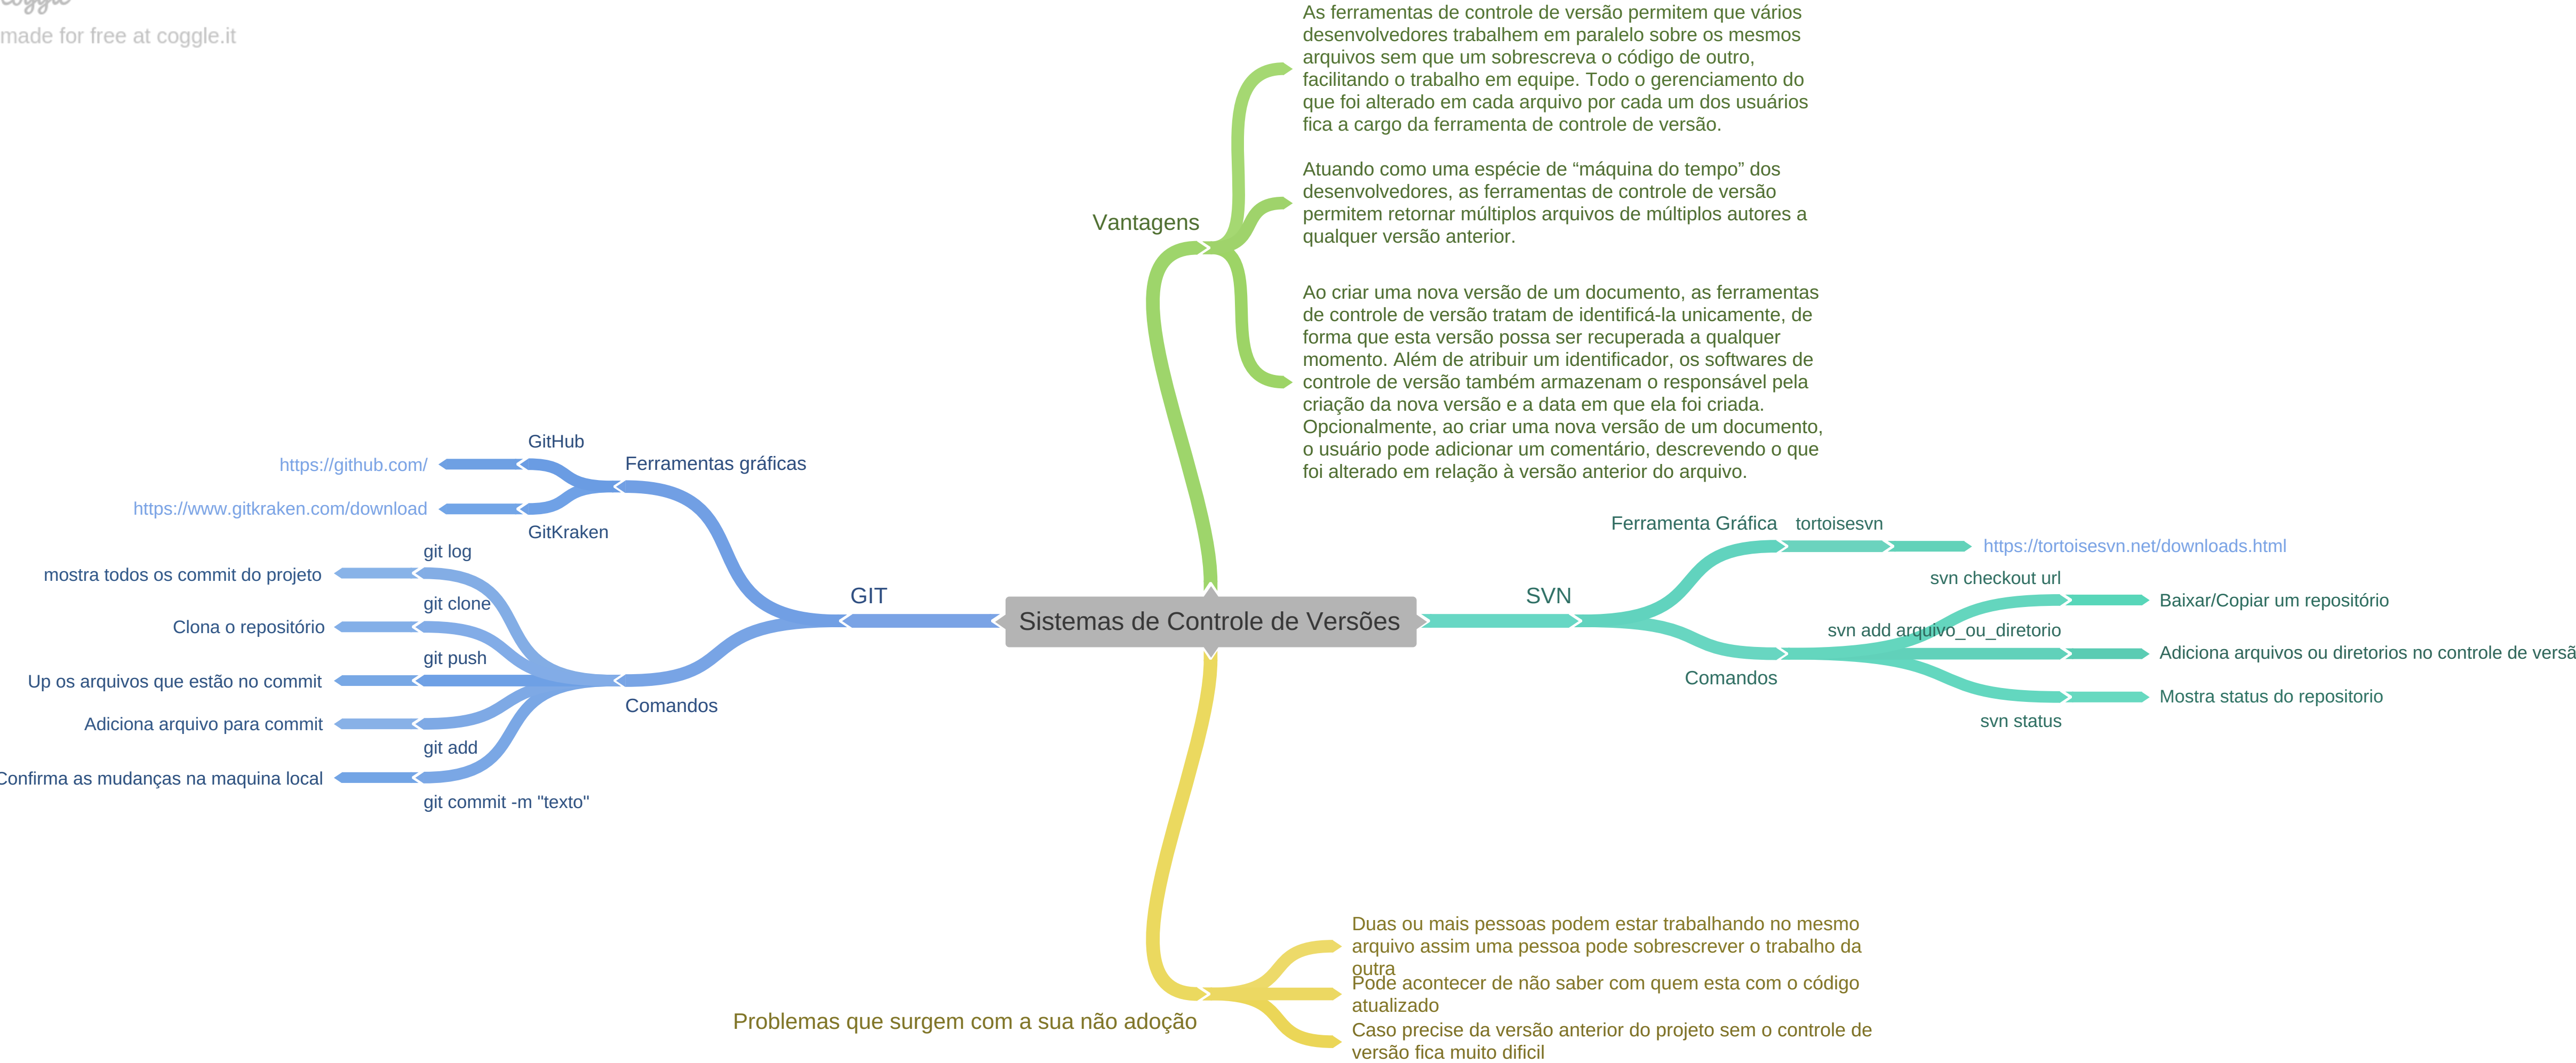 coggle
made for free at coggle.it
As ferramentas de controle de versão permitem que vários
desenvolvedores trabalhem em paralelo sobre os mesmos
arquivos sem que um sobrescreva o código de outro,
facilitando o trabalho em equipe. Todo o gerenciamento do
que foi alterado em cada arquivo por cada um dos usuários
fica a cargo da ferramenta de controle de versão.
Atuando como uma espécie de “máquina do tempo” dos
desenvolvedores, as ferramentas de controle de versão
permitem retornar múltiplos arquivos de múltiplos autores a
qualquer versão anterior.
Vantagens
Ao criar uma nova versão de um documento, as ferramentas
de controle de versão tratam de identificá-la unicamente, de
forma que esta versão possa ser recuperada a qualquer
momento. Além de atribuir um identificador, os softwares de
controle de versão também armazenam o responsável pela
criação da nova versão e a data em que ela foi criada.
Opcionalmente, ao criar uma nova versão de um documento,
o usuário pode adicionar um comentário, descrevendo o que
foi alterado em relação à versão anterior do arquivo.
GitHub
https://github.com/
Ferramentas gráficas
https://www.gitkraken.com/download
GitKraken
git log
mostra todos os commit do projeto
git clone
Clona o repositório
git push
Up os arquivos que estão no commit
Adiciona arquivo para commit
git add
Confirma as mudanças na maquina local
git commit -m "texto"
Comandos
GIT
Sistemas de Controle de Versões
SVN
Ferramenta Gráfica
tortoisesvn
https://tortoisesvn.net/downloads.html
svn checkout url
Baixar/Copiar um repositório
svn add arquivo_ou_diretorio
Adiciona arquivos ou diretorios no controle de versã
Comandos
Mostra status do repositorio
svn status
Duas ou mais pessoas podem estar trabalhando no mesmo
arquivo assim uma pessoa pode sobrescrever o trabalho da
outra
Pode acontecer de não saber com quem esta com o código
atualizado
Problemas que surgem com a sua não adoção
Caso precise da versão anterior do projeto sem o controle de
versão fica muito dificil